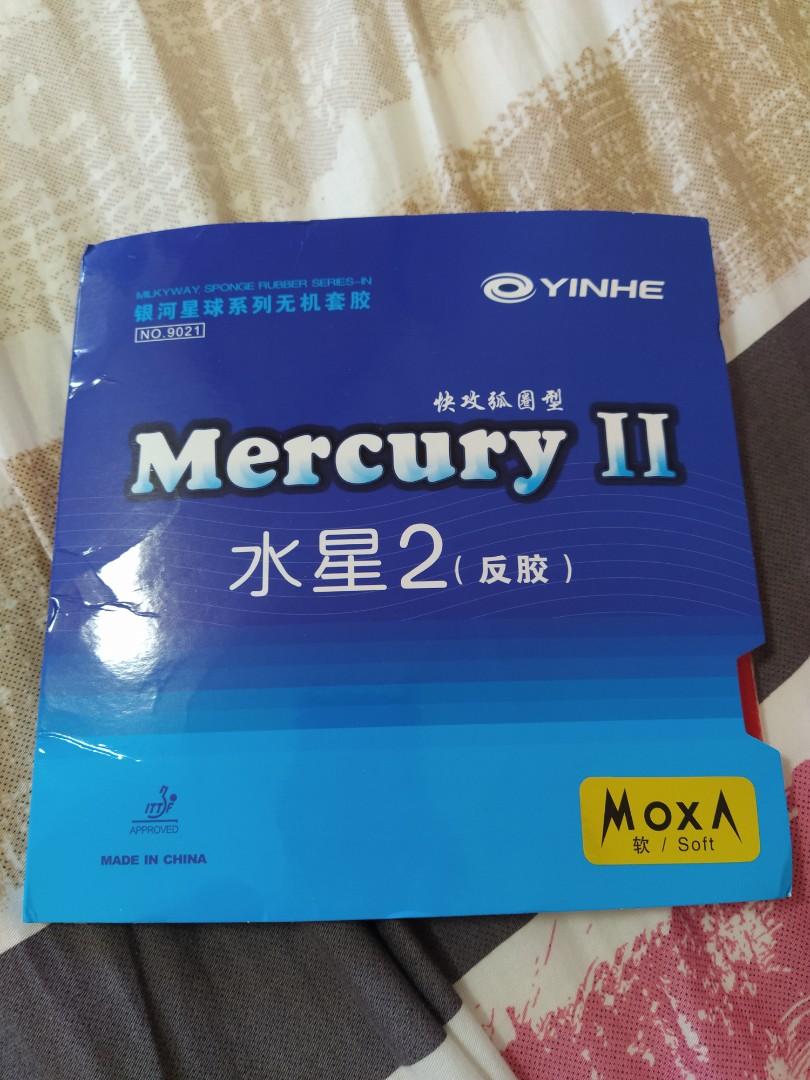 MILKYWAY SPONGE RUBBER SERIES-IN
银河星球系列无机套胶
NO.9021
YINHE
快攻弧圈型
Mercury II
水星2(反胶)
ITTF
APPROVED
MADE IN CHINA
MOXA
软 / Soft